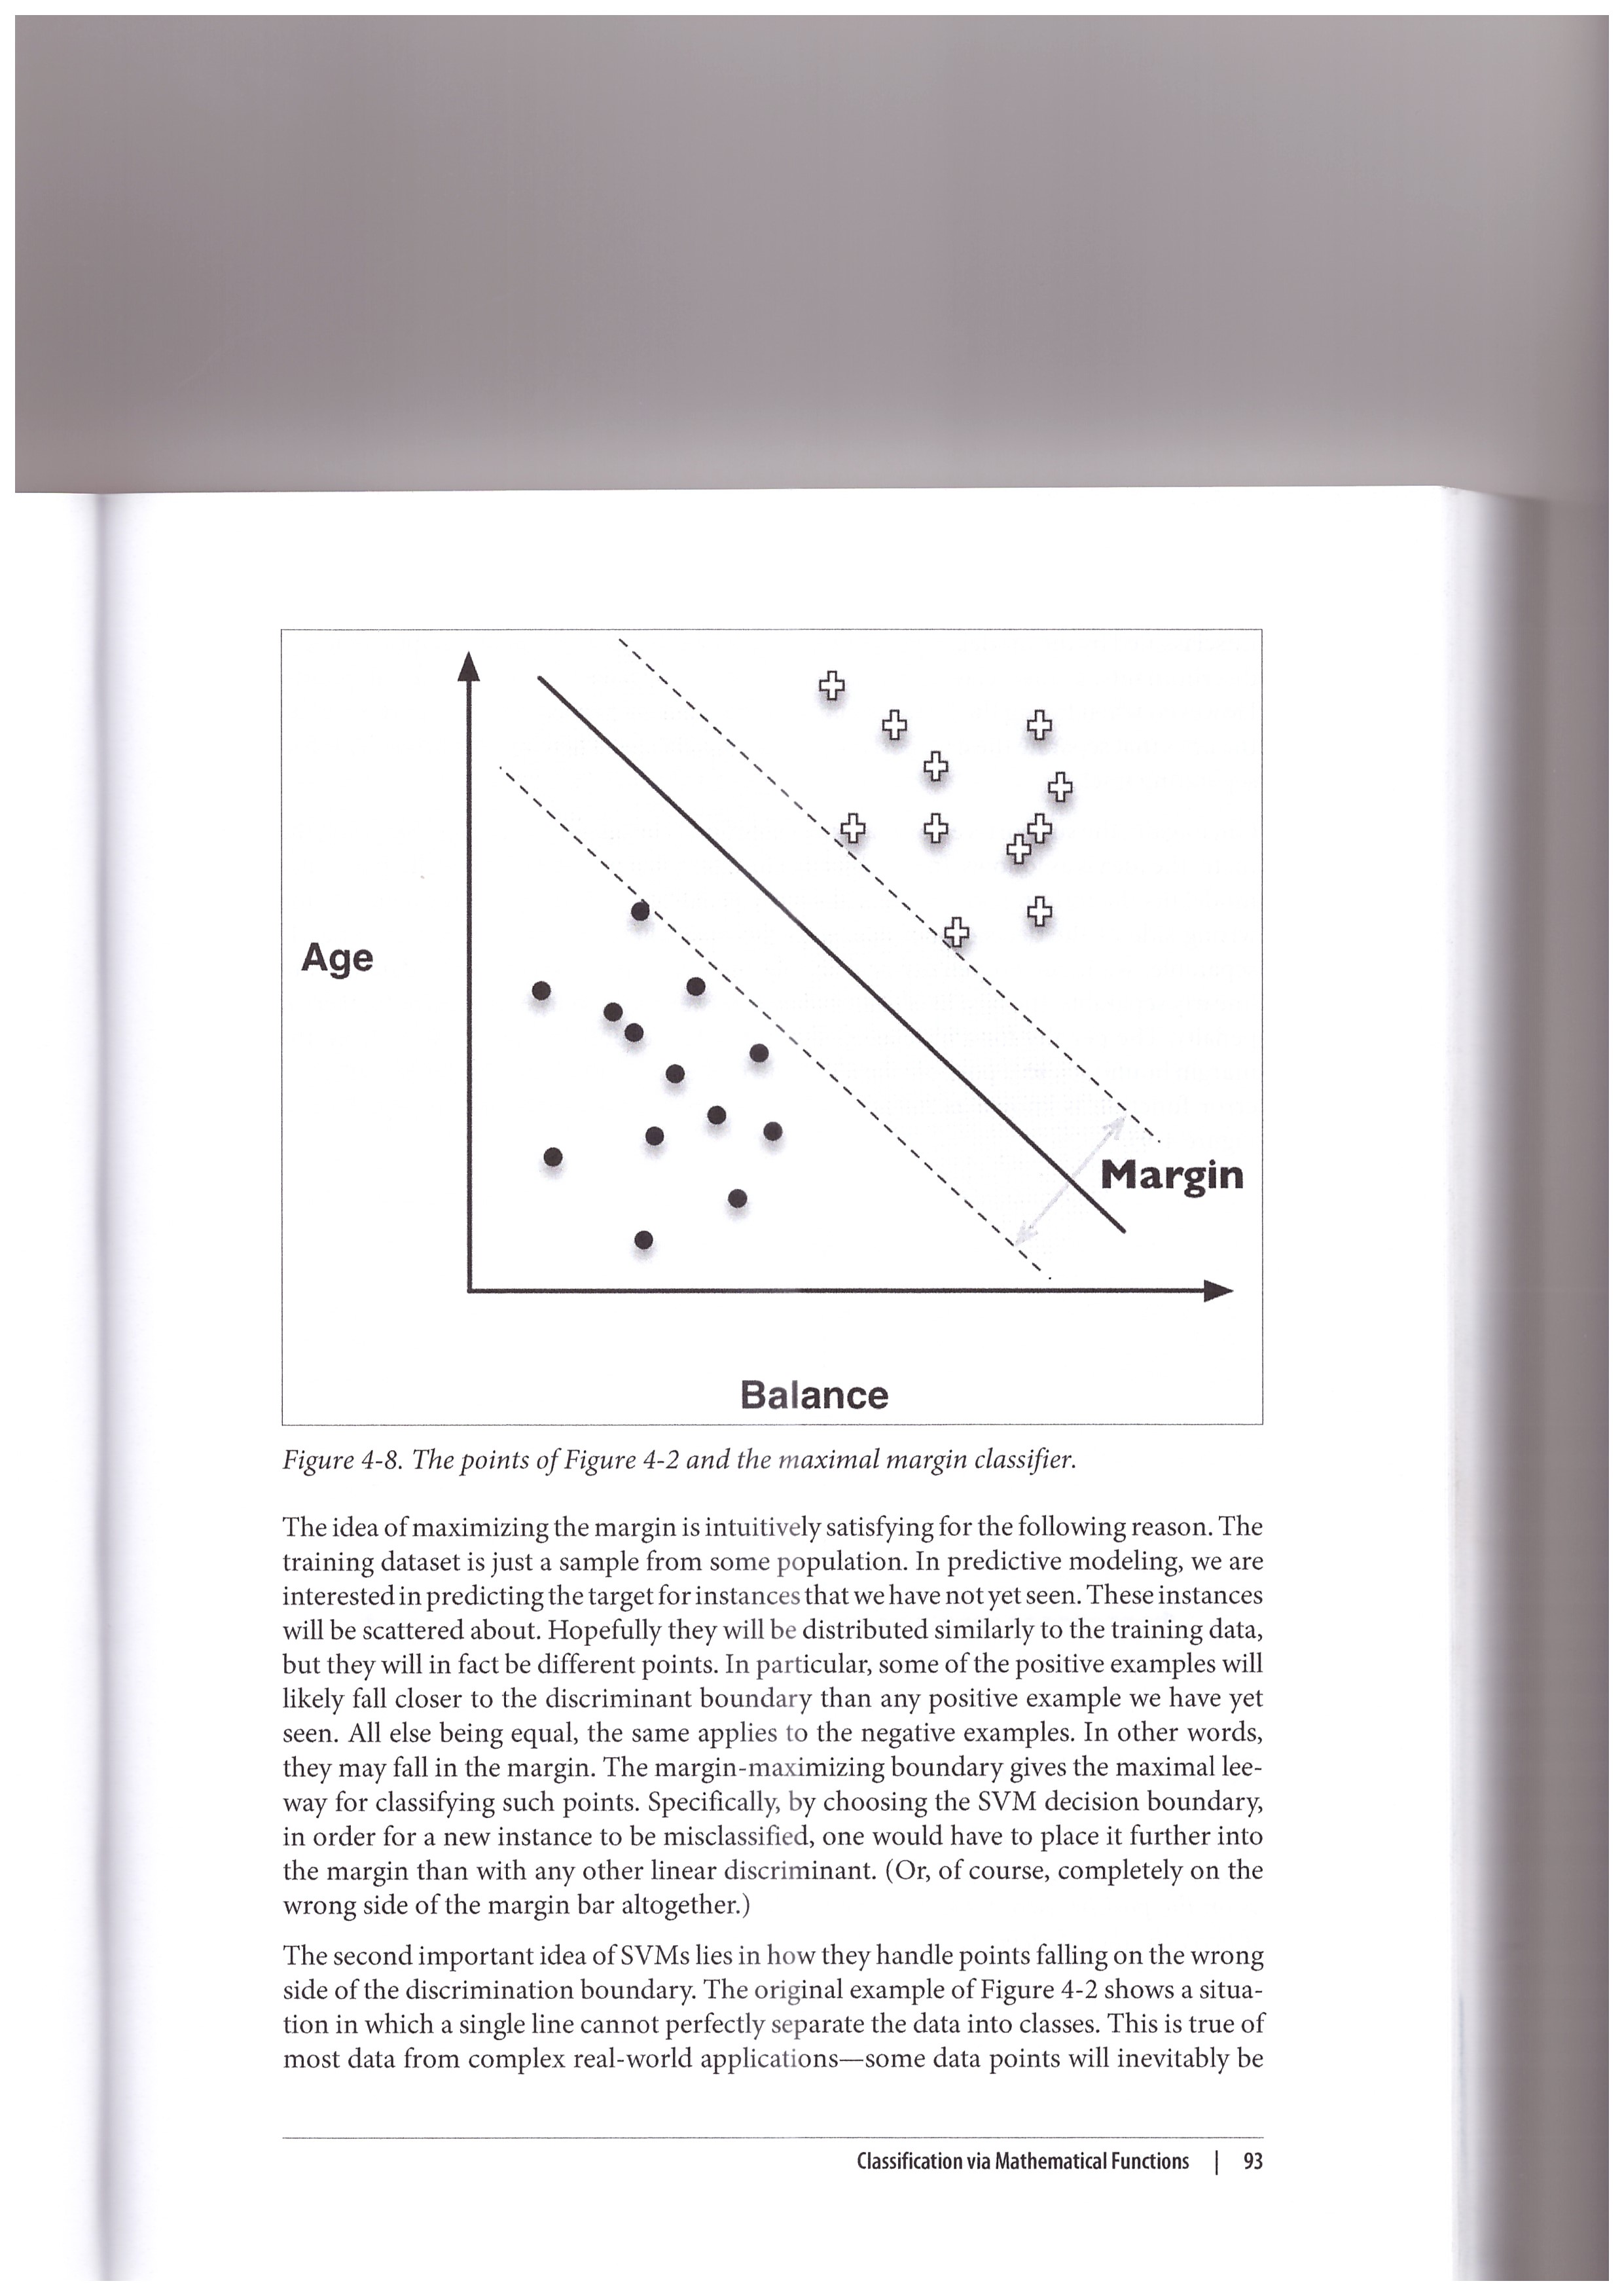 Age
Margin
Balance
Figure 4-8. The points of Figure 4-2 and the maximal margin classifier.
The idea of maximizing the margin is intuitively satisfying for the following reason. The
training dataset is just a sample from some population. In predictive modeling, we are
interested in predicting the target for instances that we have not yet seen. These instances
will be scattered about. Hopefully they will be distributed similarly to the training data,
but they will in fact be different points. In particular, some of the positive examples will
likely fall closer to the discriminant boundary than any positive example we have yet
seen. All else being equal, the same applies to the negative examples. In other words,
they may fall in the margin. The margin-maximizing boundary gives the maximal lee-
way for classifying such points. Specifically, by choosing the SVM decision boundary,
in order for a new instance to be misclassified, one would have to place it further into
the margin than with any other linear discriminant. (Or, of course, completely on the
wrong side of the margin bar altogether.)
The second important idea of SVMs lies in how they handle points falling on the wrong
side of the discrimination boundary. The original example of Figure 4-2 shows a situa-
tion in which a single line cannot perfectly separate the data into classes. This is true of
most data from complex real-world applications—some data points will inevitably be
Classification via Mathematical Functions | 93